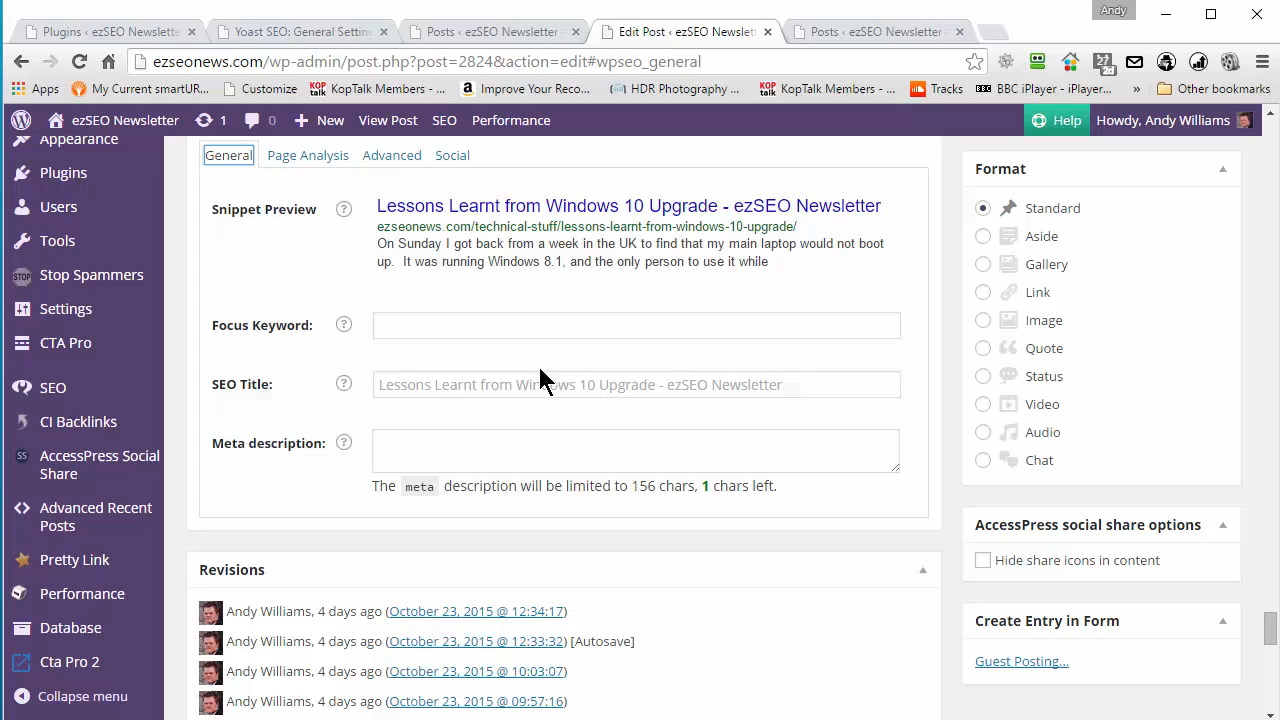 Andy
Plugins ‹ ezSEO Newslette
Yoast SEO: General Settin
Posts ‹ ezSEO Newsletter
Edit Post ‹ ezSEO Newslet
Posts ‹ ezSEO Newsletter
ezseonews.com/wp-admin/post.php?post=2824&action=edit#wpseo_general
Apps
My Current smartUR...
KOP talk
Customize
KOP talk
KopTalk Members - ...
Improve Your Reco...
HDR Photography ...
KOP talk
KopTalk Members - ...
Tracks
BBC iPlayer - iPlayer...
»
Other bookmarks
ezSEO Newsletter
1
0
New
View Post
SEO
Performance
Help
Howdy, Andy Williams
Appearance
Plugins
Users
Tools
Stop Spammers
Settings
CTA Pro
SEO
CI Backlinks
AccessPress Social
Share
Advanced Recent
Posts
Pretty Link
Performance
Database
Cta Pro 2
Collapse menu
General
Page Analysis
Advanced
Social
Snippet Preview
?
Lessons Learnt from Windows 10 Upgrade - ezSEO Newsletter
ezseonews.com/technical-stuff/lessons-learnt-from-windows-10-upgrade/
On Sunday I got back from a week in the UK to find that my main laptop would not boot
up. It was running Windows 8.1, and the only person to use it while
Focus Keyword:
?
SEO Title:
?
Lessons Learnt from Windows 10 Upgrade - ezSEO Newsletter
Meta description:
?
The meta description will be limited to 156 chars, 1 chars left.
Revisions
Andy Williams, 4 days ago (October 23, 2015 @ 12:34:17)
Andy Williams, 4 days ago (October 23, 2015 @ 12:33:32) [Autosave]
Andy Williams, 4 days ago (October 23, 2015 @ 10:03:07)
Andy Williams, 4 days ago (October 23, 2015 @ 09:57:16)
Format
Standard
Aside
Gallery
Link
Image
Quote
Status
Video
Audio
Chat
AccessPress social share options
Hide share icons in content
Create Entry in Form
Guest Posting...